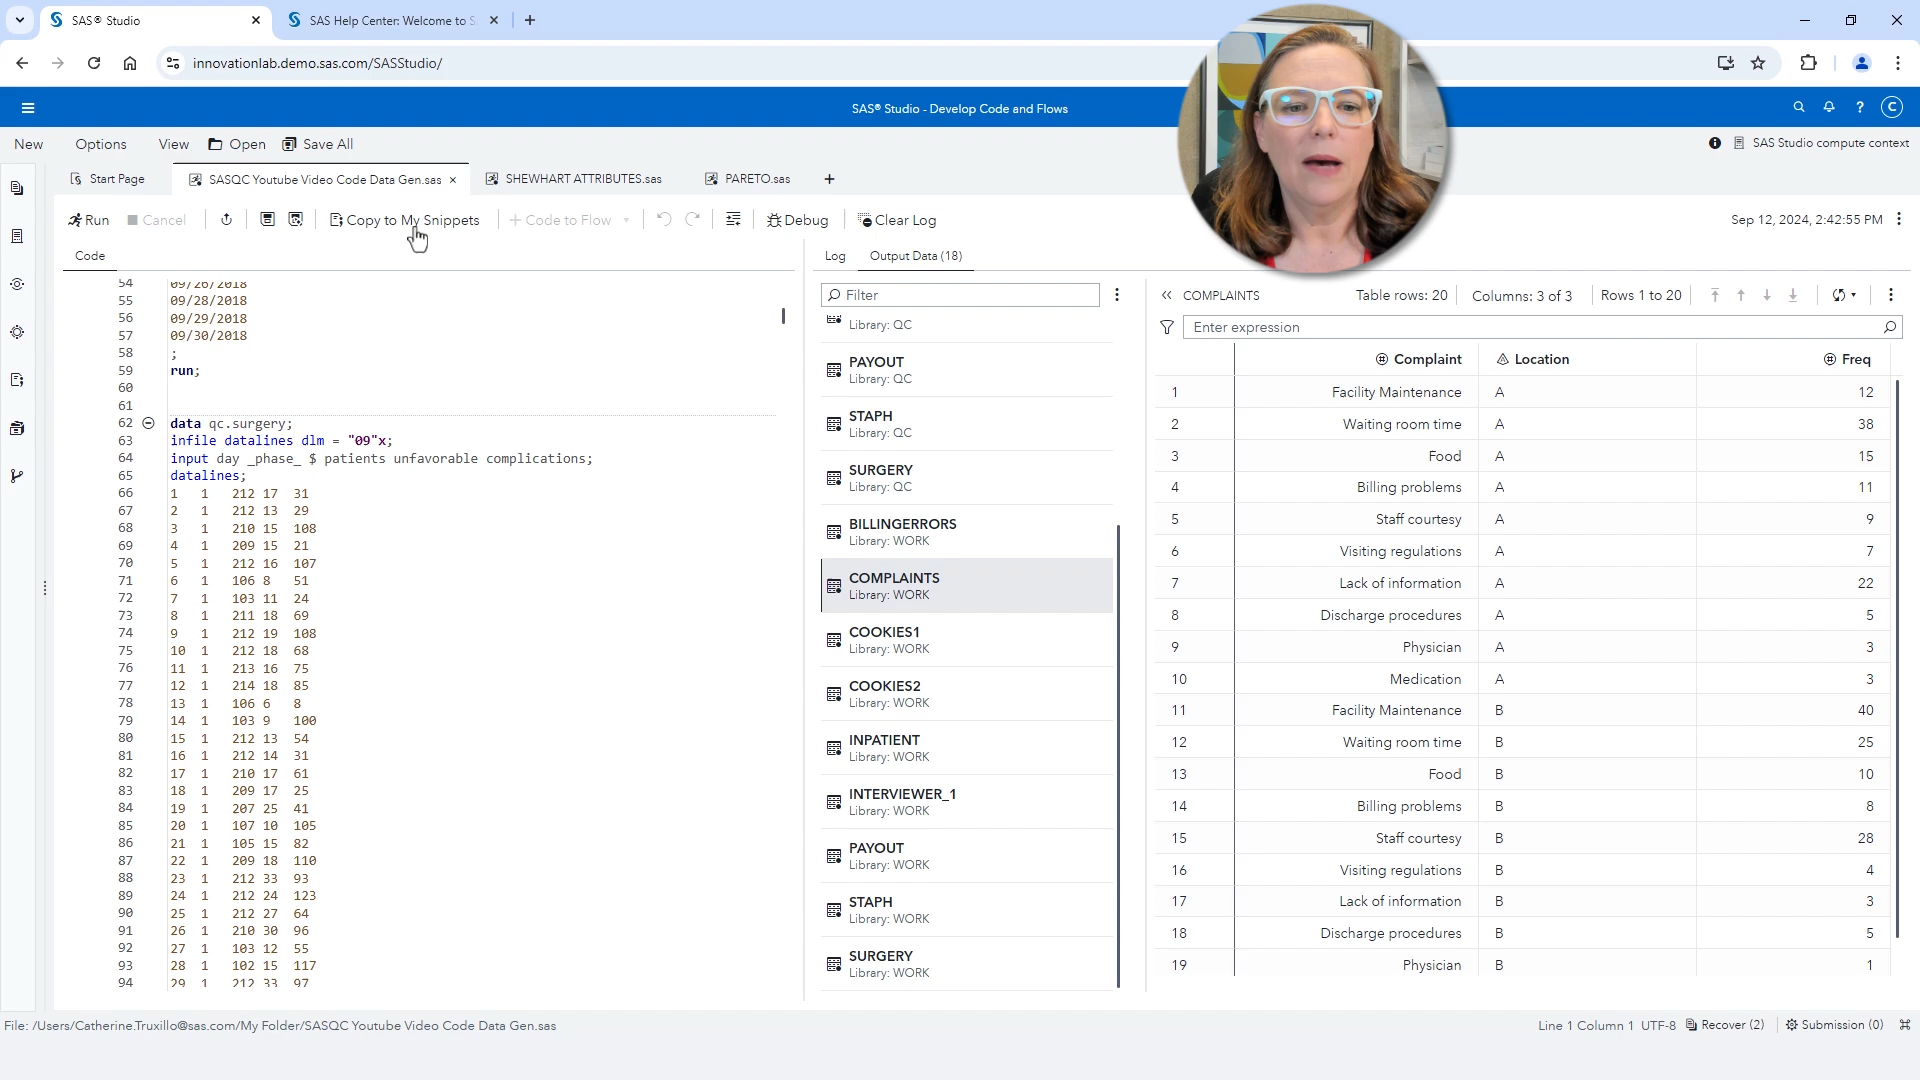 SAS® Studio
SAS Help Center: Welcome to S
innovationlab.demo.sas.com/SASStudio/
SAS® Studio - Develop Code and Flows
New Options View Open Save All
SAS Studio compute context
Start Page
SASQC Youtube Video Code Data Gen.sas
SHEWHART ATTRIBUTES.sas
PARETO.sas
Run Cancel Copy to My Snippets Code to Flow Debug Clear Log
Sep 12, 2024, 2:42:55 PM
Code
54 09/26/2018
55 09/28/2018
56 09/29/2018
57 09/30/2018
58 ;
59 run;
60
61
62 data qc.surgery;
63 infile datalines dlm = "09"x;
64 input day _phase_ $ patients unfavorable complications;
65 datalines;
66 1 1 212 17 31
67 2 1 212 13 29
68 3 1 210 15 108
69 4 1 209 15 21
70 5 1 212 16 107
71 6 1 106 8 51
72 7 1 103 11 24
73 8 1 211 18 69
74 9 1 212 19 108
75 10 1 212 18 68
76 11 1 213 16 75
77 12 1 214 18 85
78 13 1 106 6 8
79 14 1 103 9 100
80 15 1 212 13 54
81 16 1 212 14 31
82 17 1 210 17 61
83 18 1 209 17 25
84 19 1 207 25 41
85 20 1 107 10 105
86 21 1 105 15 82
87 22 1 209 18 110
88 23 1 212 33 93
89 24 1 212 24 123
90 25 1 212 27 64
91 26 1 210 30 96
92 27 1 103 12 55
93 28 1 102 15 117
94 29 1 212 33 97
Log Output Data (18)
Filter
Library: QC
PAYOUT
Library: QC
STAPH
Library: QC
SURGERY
Library: QC
BILLINGERRORS
Library: WORK
COMPLAINTS
Library: WORK
COOKIES1
Library: WORK
COOKIES2
Library: WORK
INPATIENT
Library: WORK
INTERVIEWER_1
Library: WORK
PAYOUT
Library: WORK
STAPH
Library: WORK
SURGERY
Library: WORK
COMPLAINTS Table rows: 20 Columns: 3 of 3 Rows 1 to 20
Enter expression
Complaint Location Freq
1 Facility Maintenance A 12
2 Waiting room time A 38
3 Food A 15
4 Billing problems A 11
5 Staff courtesy A 9
6 Visiting regulations A 7
7 Lack of information A 22
8 Discharge procedures A 5
9 Physician A 3
10 Medication A 3
11 Facility Maintenance B 40
12 Waiting room time B 25
13 Food B 10
14 Billing problems B 8
15 Staff courtesy B 28
16 Visiting regulations B 4
17 Lack of information B 3
18 Discharge procedures B 5
19 Physician B 1
File: /Users/Catherine.Truxillo@sas.com/My Folder/SASQC Youtube Video Code Data Gen.sas
Line 1 Column 1 UTF-8 Recover (2) Submission (0)